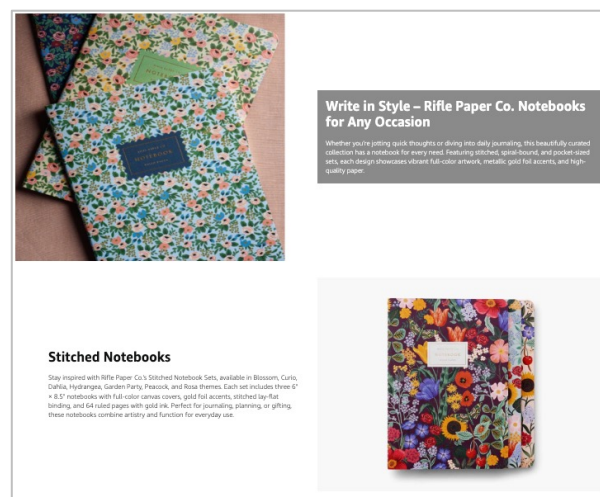 NOTEBOOK
NOTEBOOK
Write in Style – Rifle Paper Co. Notebooks
for Any Occasion
Whether you're jotting quick thoughts or diving into daily journaling, this beautifully curated
collection has a notebook for every need. Featuring stitched, spiral-bound, and pocket-sized
sets, each design showcases vibrant full-color artwork, metallic gold foil accents, and high-
quality paper.
Stitched Notebooks
Stay inspired with Rifle Paper Co.'s Stitched Notebook Sets, available in Blossom, Curio,
Dahlia, Hydrangea, Garden Party, Peacock, and Rosa themes. Each set includes three 6"
× 8.5" notebooks with full-color canvas covers, gold foil accents, stitched lay-flat
binding, and 64 ruled pages with gold ink. Perfect for journaling, planning, or gifting,
these notebooks combine artistry and function for everyday use.
NOTEBOOK